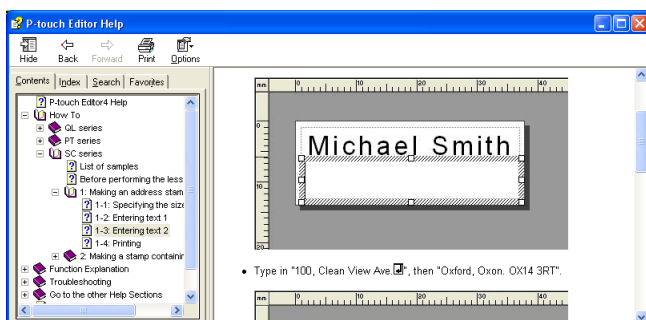 P-touch Editor Help
Hide Back Forward Print Options
Contents Index Search Favorites
P-touch Editor4 Help
How To
QL series
PT series
SC series
List of samples
Before performing the less
1: Making an address stam
1-1: Specifying the size
1-2: Entering text 1
1-3: Entering text 2
1-4: Printing
2: Making a stamp containin
Function Explanation
Troubleshooting
Go to the other Help Sections
mm 0 10 20 30 40
0
10
20
Michael Smith
• Type in "100, Clean View Ave.", then "Oxford, Oxon. OX14 3RT".
mm 0 10 20 30 40